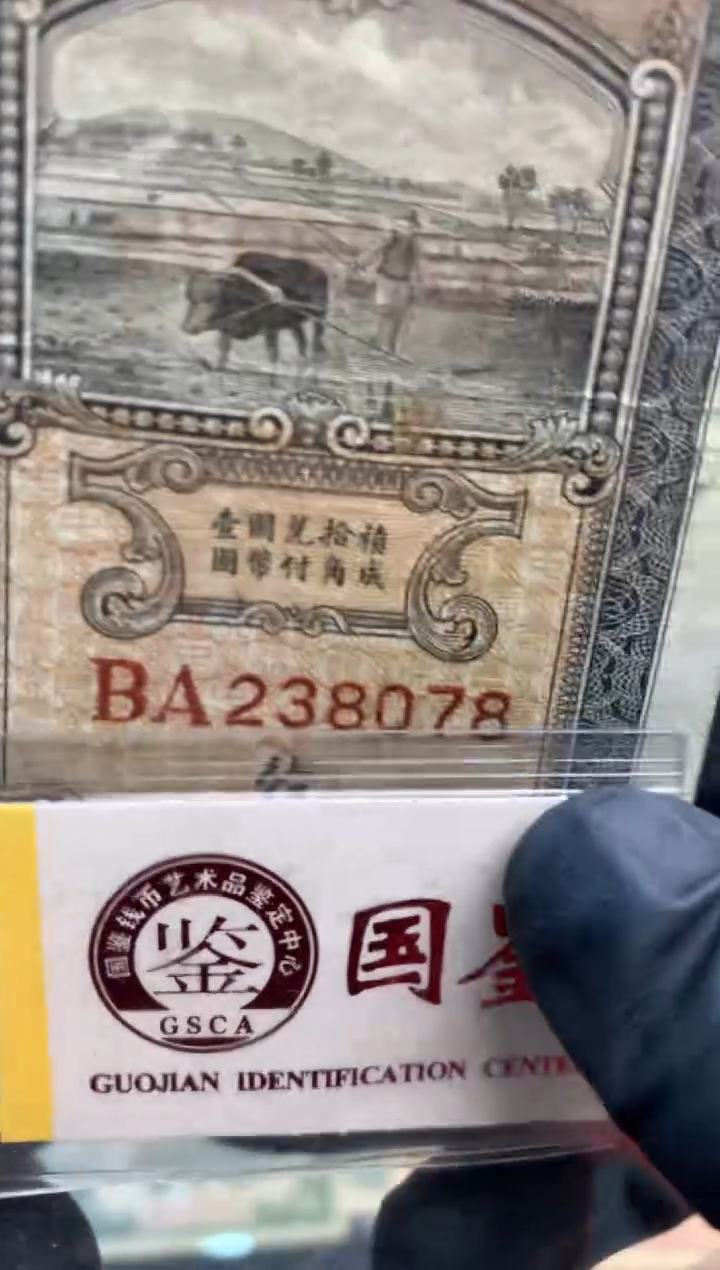 壹圓兌拾積
圓幣付角成
BA238078
国鉴钱币艺术品鉴定中心
鉴
GSCA
国
GUOJIAN IDENTIFICATION